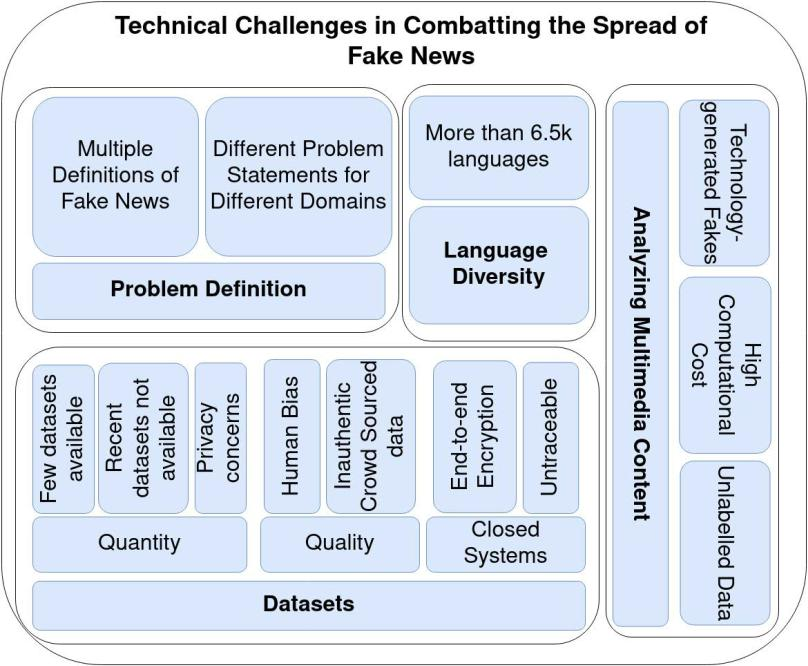 Technical Challenges in Combatting the Spread of
Fake News
Multiple
Definitions of
Fake News
Different Problem
Statements for
Different Domains
Problem Definition
More than 6.5k
languages
Language
Diversity
Analyzing Multimedia Content
Technology-
generated Fakes
High
Computational
Cost
Unlabelled Data
Few datasets
available
Recent
datasets not
available
Privacy
concerns
Quantity
Human Bias
Inauthentic
Crowd Sourced
data
Quality
End-to-end
Encryption
Untraceable
Closed
Systems
Datasets